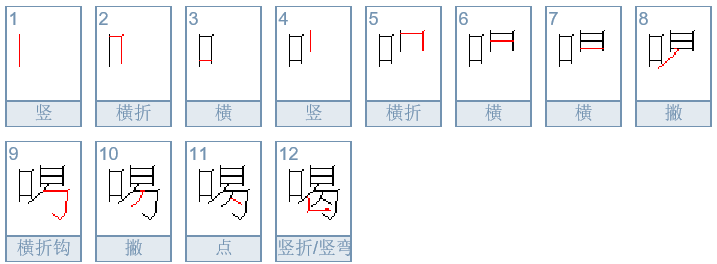 1 2 3 4 5 6 7 8
竖 横折 横 竖 横折 横 横 撇
9 10 11 12
横折钩 撇 点 竖折/竖弯
喝